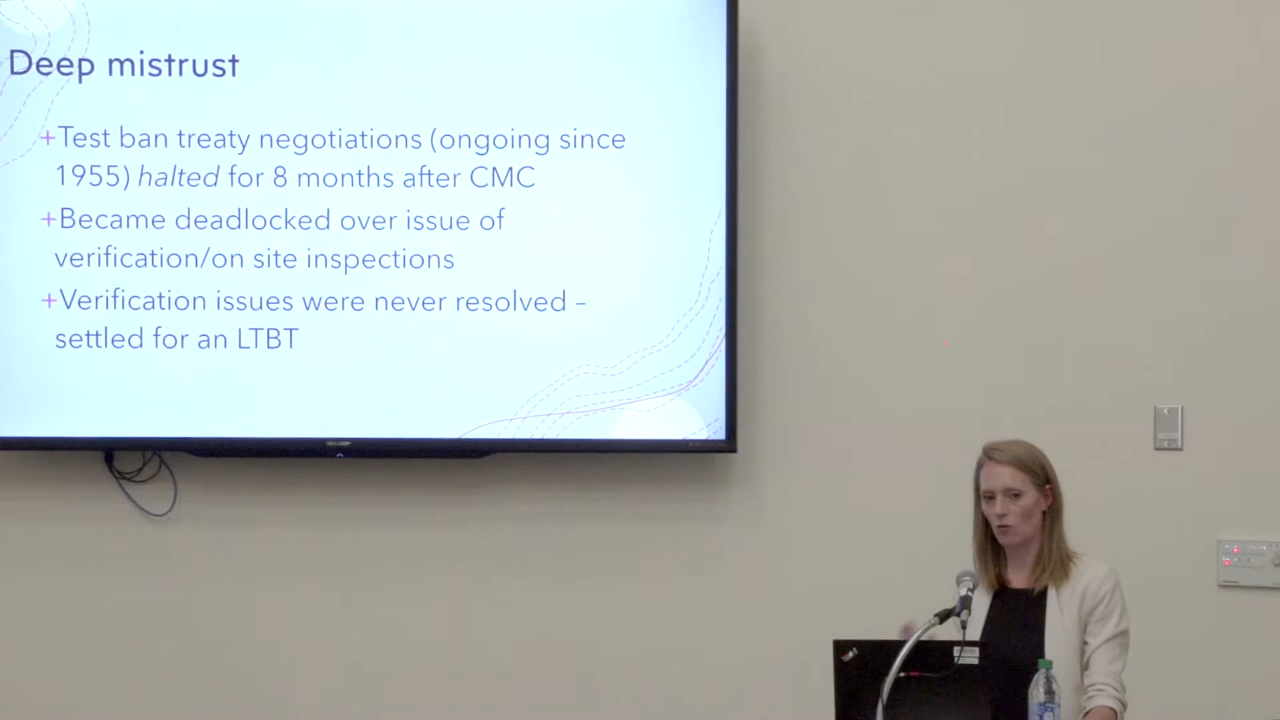 Deep mistrust
+Test ban treaty negotiations (ongoing since
1955) halted for 8 months after CMC
+Became deadlocked over issue of
verification/on site inspections
+Verification issues were never resolved –
settled for an LTBT
SHARP